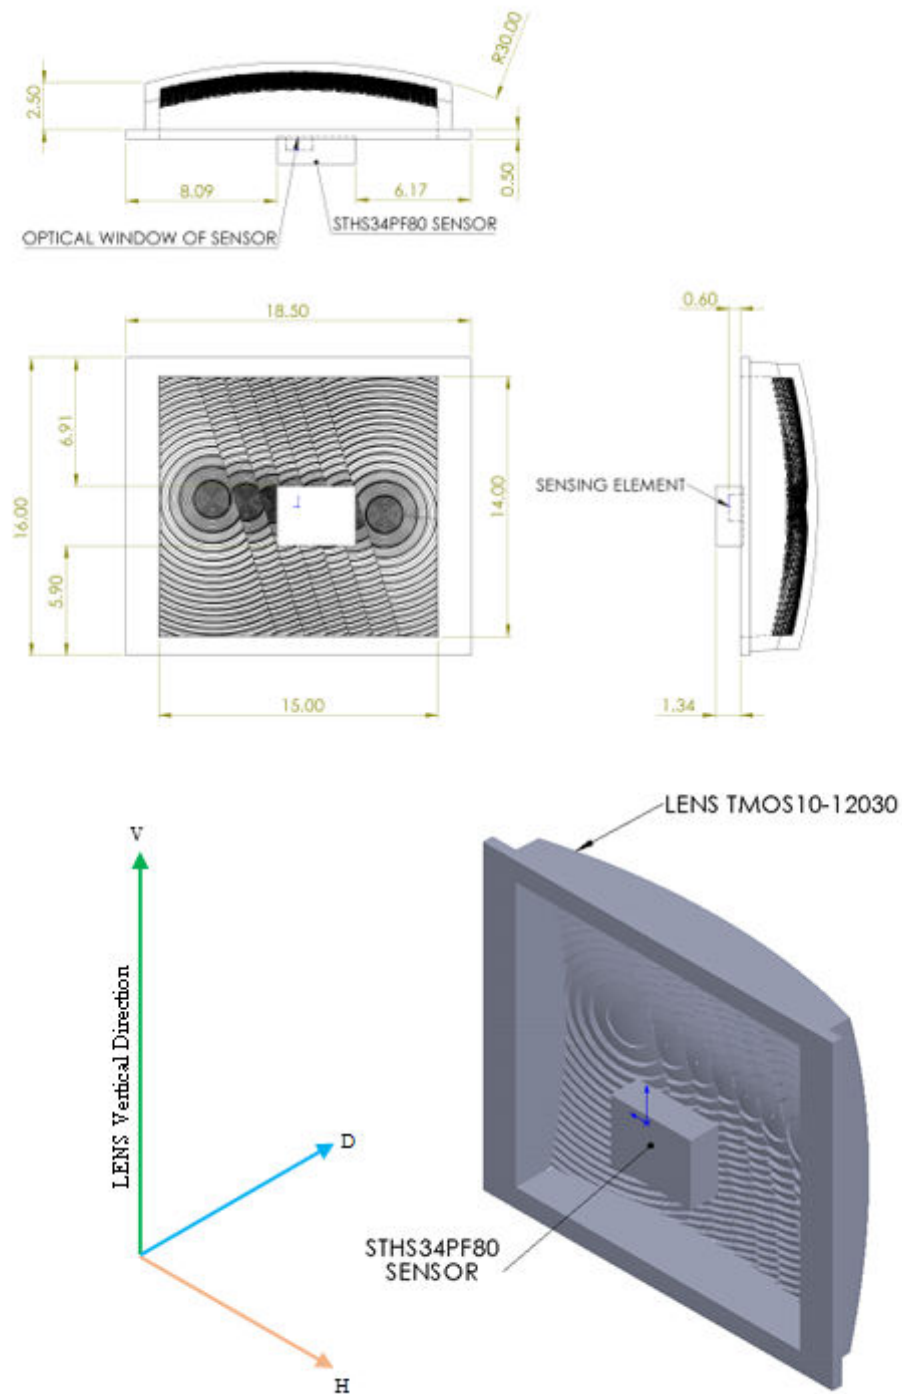 R30.00
2.50
8.09
6.17
0.50
OPTICAL WINDOW OF SENSOR
STHS34PF80 SENSOR
0.60
18.50
6.91
16.00
14.00
SENSING ELEMENT
5.90
15.00
1.34
LENS TMOS10-12030
V
LENS Vertical Direction
D
STHS34PF80
SENSOR
H